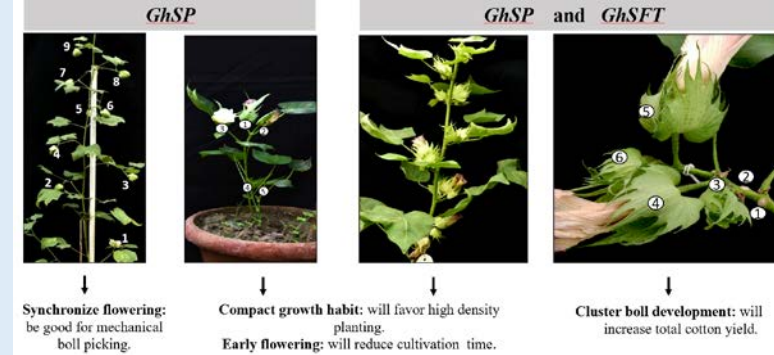 GhSP
GhSP and GhSFT
9
7
8
5
6
4
2
3
1
3
1
2
4
5
5
6
4
3
2
1
Synchronize flowering:
be good for mechanical
boll picking.
Compact growth habit: will favor high density
planting.
Early flowering: will reduce cultivation time.
Cluster boll development: will
increase total cotton yield.